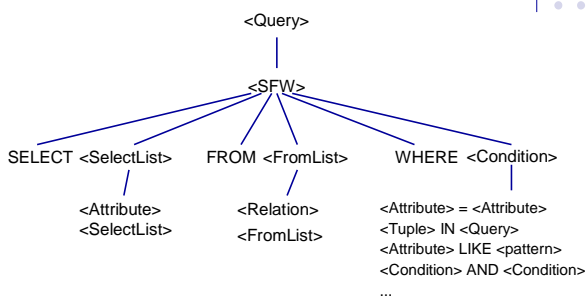 <Query>
<SFW>
SELECT <SelectList> FROM <FromList> WHERE <Condition>
<Attribute> <Relation> <Attribute> = <Attribute>
<SelectList> <FromList> <Tuple> IN <Query>
<Attribute> LIKE <pattern>
<Condition> AND <Condition>
...